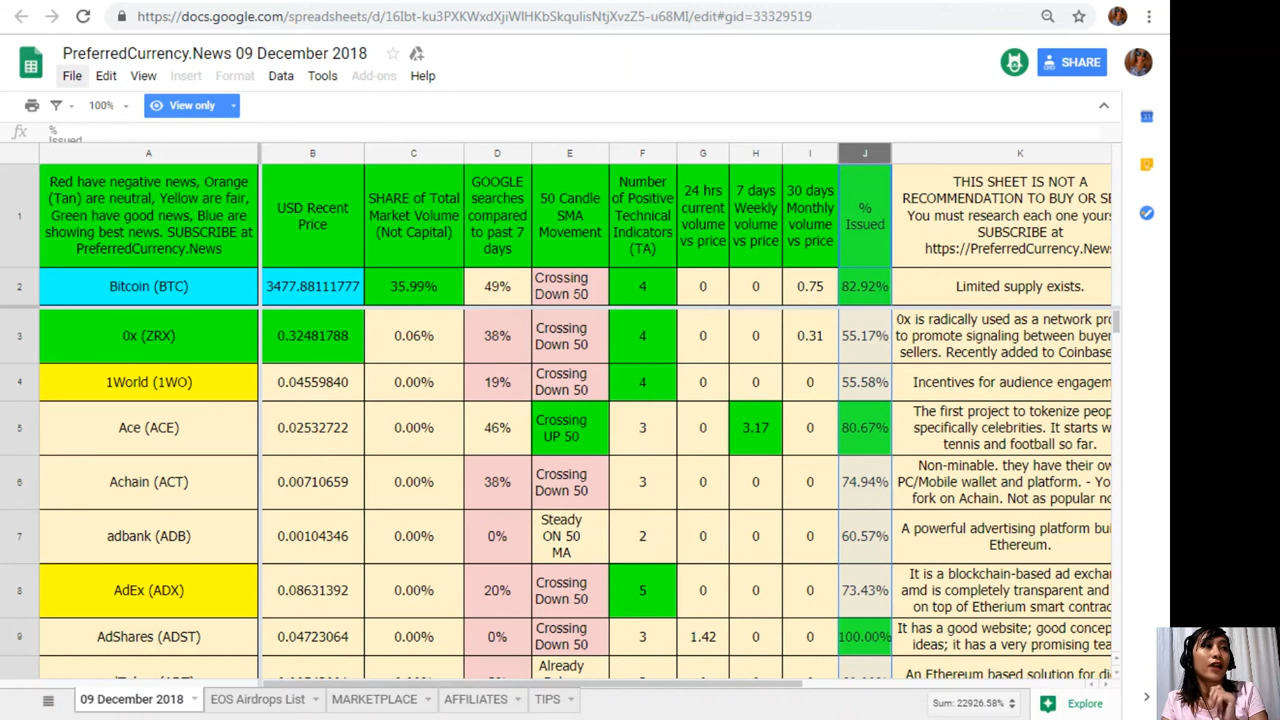 https://docs.google.com/spreadsheets/d/16Ibt-ku3PXKWxdXjiWIHKbSkquIisNtjXvzZ5-u68MI/edit#gid=33329519
PreferredCurrency.News 09 December 2018
File Edit View Insert Format Data Tools Add-ons Help
SHARE
100% View only
fx %
Issued
A B C D E F G H I J K
1
Red have negative news, Orange
(Tan) are neutral, Yellow are fair,
Green have good news, Blue are
showing best news. SUBSCRIBE at
PreferredCurrency.News
USD Recent
Price
SHARE of Total
Market Volume
(Not Capital)
GOOGLE
searches
compared
to past 7
days
50 Candle
SMA
Movement
Number
of Positive
Technical
Indicators
(TA)
24 hrs
current
volume
vs price
7 days
Weekly
volume
vs price
30 days
Monthly
volume
vs price
%
Issued
THIS SHEET IS NOT A
RECOMMENDATION TO BUY OR SE
You must research each one yours
SUBSCRIBE at
https://PreferredCurrency.News
2 Bitcoin (BTC) 3477.88111777 35.99% 49% Crossing
Down 50 4 0 0 0.75 82.92% Limited supply exists.
3 0x (ZRX) 0.32481788 0.06% 38% Crossing
Down 50 4 0 0 0.31 55.17% 0x is radically used as a network pro
to promote signaling between buyer
sellers. Recently added to Coinbase
4 1World (1WO) 0.04559840 0.00% 19% Crossing
Down 50 4 0 0 0 55.58% Incentives for audience engagem
5 Ace (ACE) 0.02532722 0.00% 46% Crossing
UP 50 3 0 3.17 0 80.67% The first project to tokenize peop
specifically celebrities. It starts w
tennis and football so far.
6 Achain (ACT) 0.00710659 0.00% 38% Crossing
Down 50 3 0 0 0 74.94% Non-minable. they have their ow
PC/Mobile wallet and platform. - Yo
fork on Achain. Not as popular no
7 adbank (ADB) 0.00104346 0.00% 0% Steady
ON 50
MA 2 0 0 0 60.57% A powerful advertising platform bui
Ethereum.
8 AdEx (ADX) 0.08631392 0.00% 20% Crossing
Down 50 5 0 0 0 73.43% It is a blockchain-based ad exchar
amd is completely transparent and
on top of Etherium smart contrac
9 AdShares (ADST) 0.04723064 0.00% 0% Crossing
Down 50 3 1.42 0 0 100.00% It has a good website; good concep
ideas; it has a very promising tea
Already
An Ethereum based solution for di
09 December 2018 EOS Airdrops List MARKETPLACE AFFILIATES TIPS Sum: 22926.58% Explore